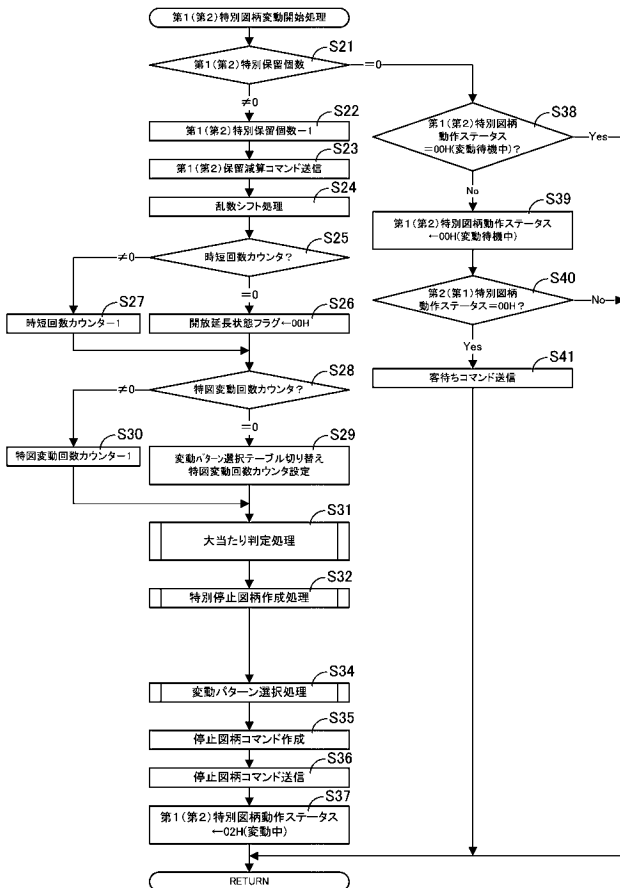 第1(第2)特別図柄変動開始処理
S21
第1(第2)特別保留個数
=0
≠0
S22
第1(第2)特別保留個数-1
S23
第1(第2)保留減算コマンド送信
S24
乱数シフト処理
S25
時短回数カウンタ?
≠0
=0
S27
時短回数カウンタ-1
S26
開放延長状態フラグ←00H
S28
特図変動回数カウンタ?
≠0
=0
S30
特図変動回数カウンタ-1
S29
変動パターン選択テーブル切り替え
特図変動回数カウンタ設定
S31
大当たり判定処理
S32
特別停止図柄作成処理
S34
変動パターン選択処理
S35
停止図柄コマンド作成
S36
停止図柄コマンド送信
S37
第1(第2)特別図柄動作ステータス
←02H(変動中)
RETURN
S38
第1(第2)特別図柄
動作ステータス
=00H(変動待機中)?
Yes
No
S39
第1(第2)特別図柄動作ステータス
←00H(変動待機中)
S40
第2(第1)特別図柄
動作ステータス=00H?
No
Yes
S41
客待ちコマンド送信